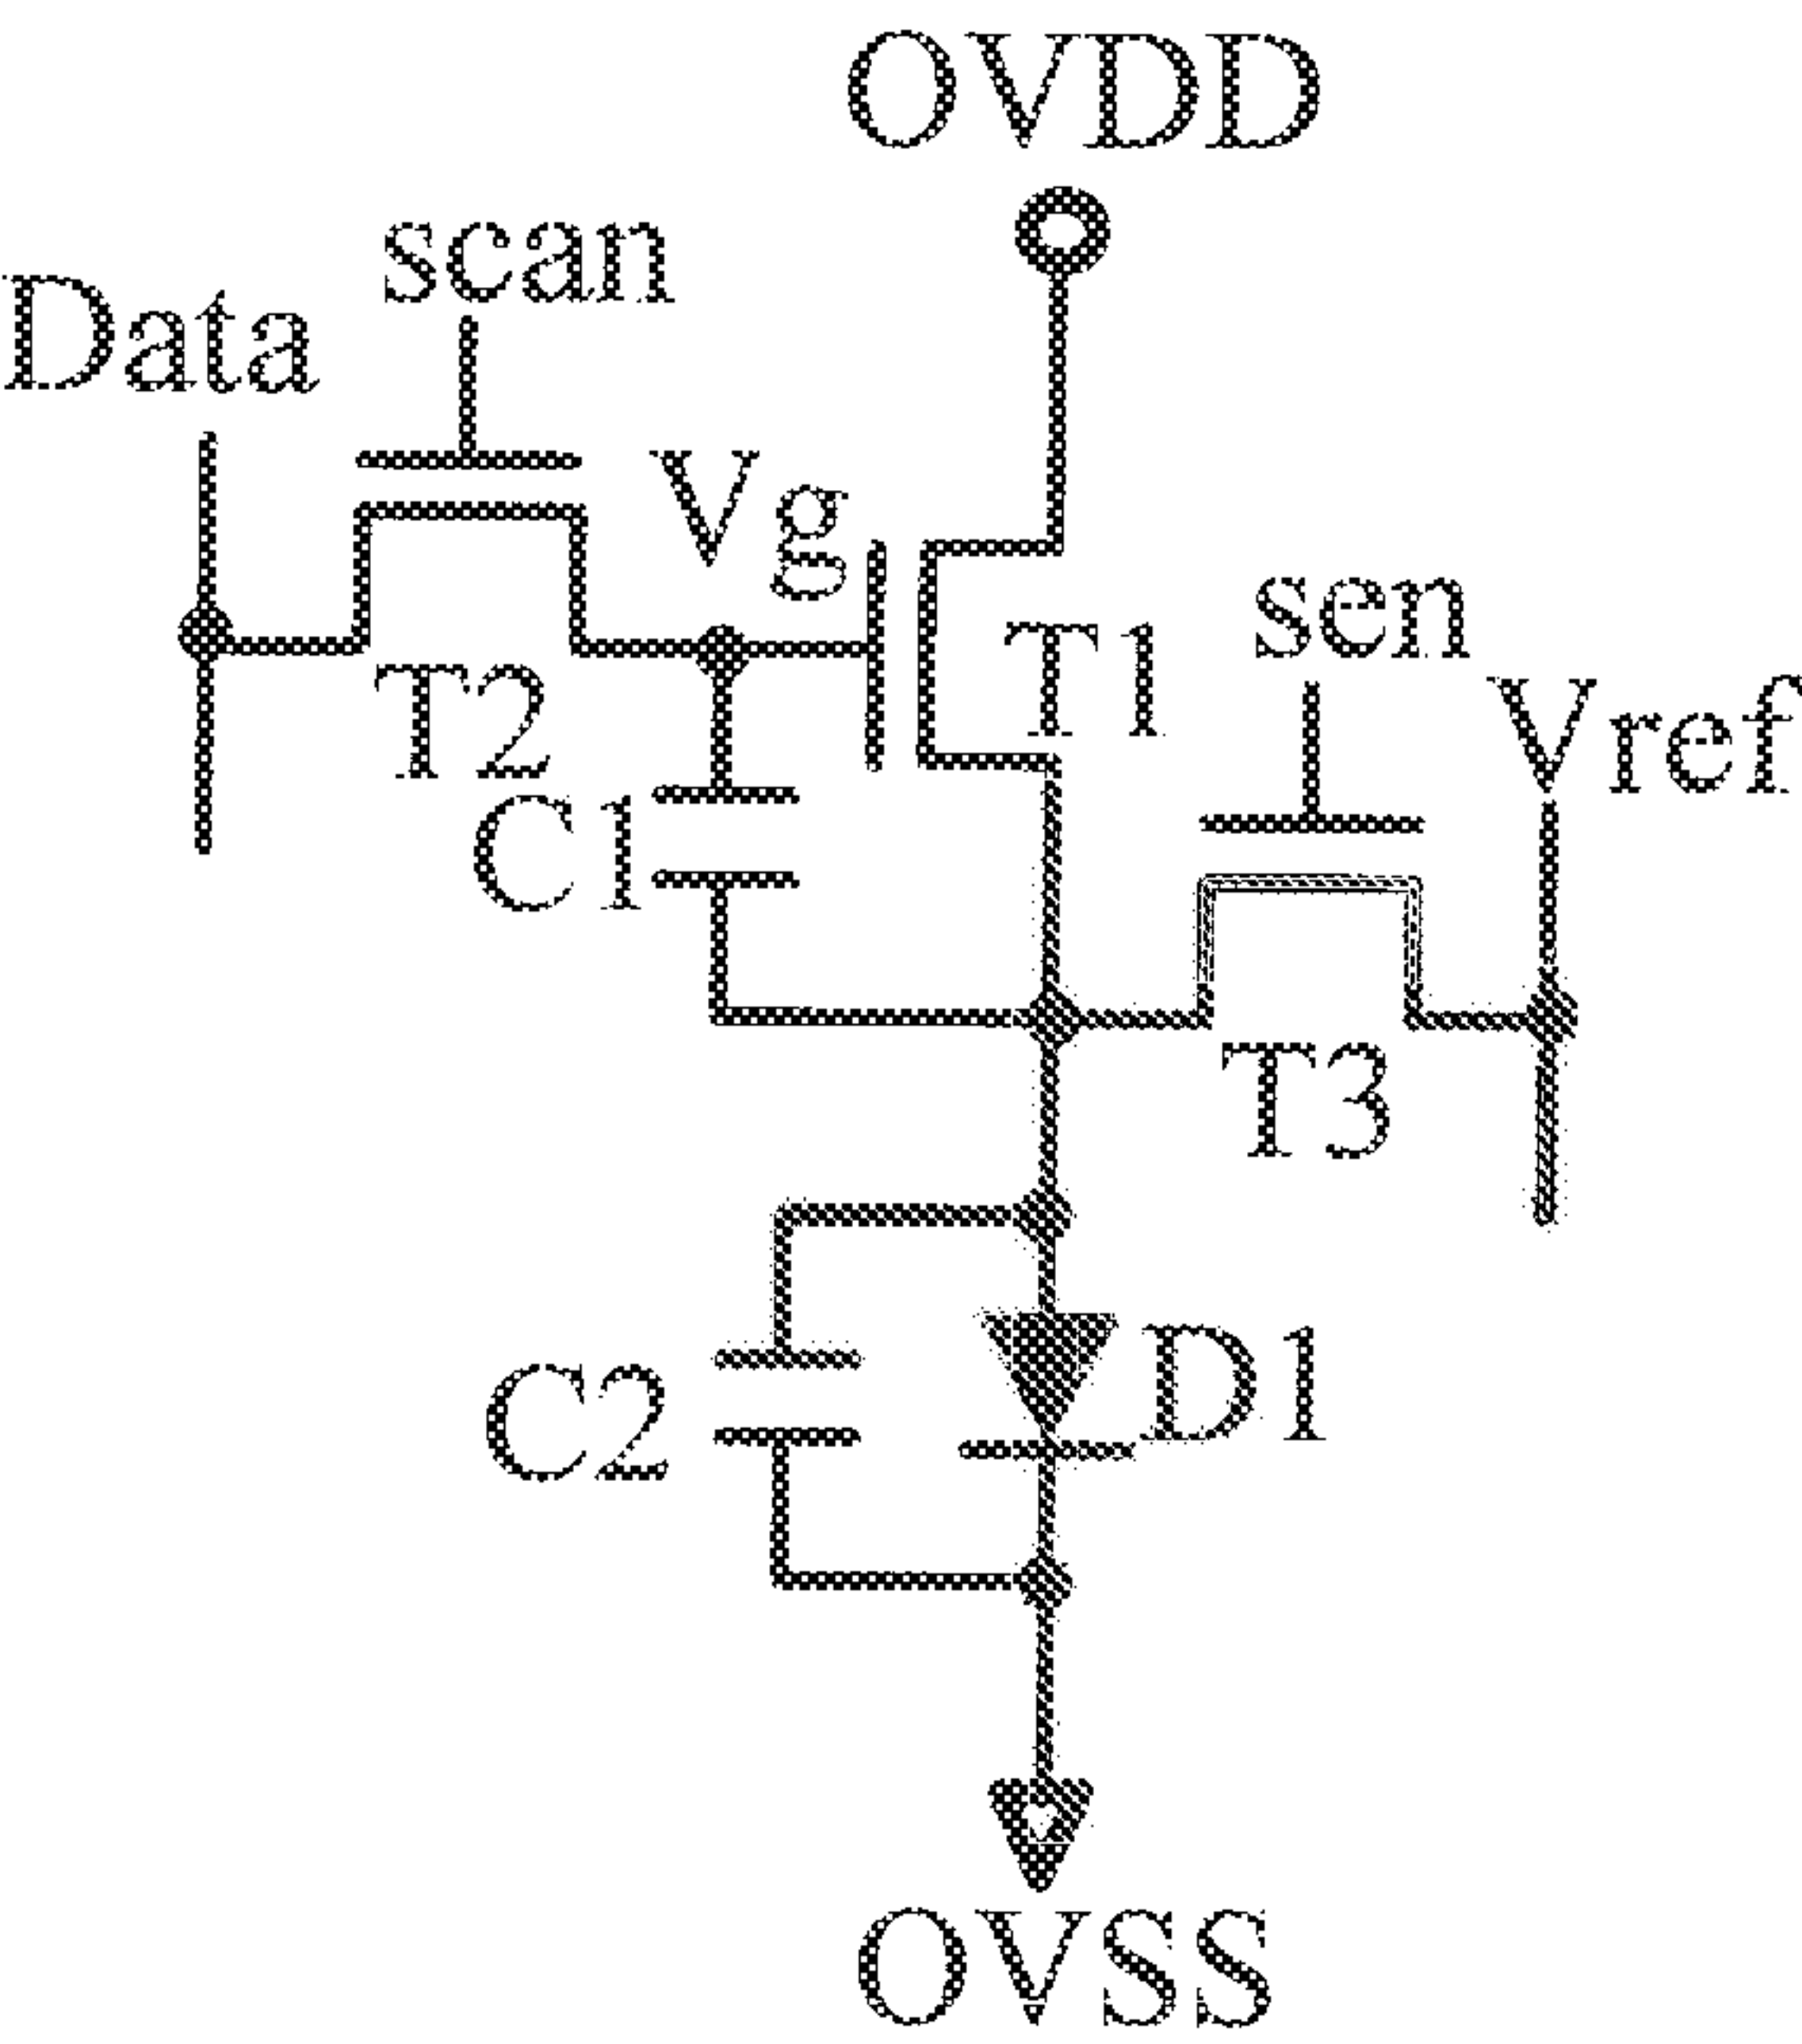 OVDD
scan
Data
Vg
sen
T1
T2
Vref
C1
T3
D1
C2
OVSS